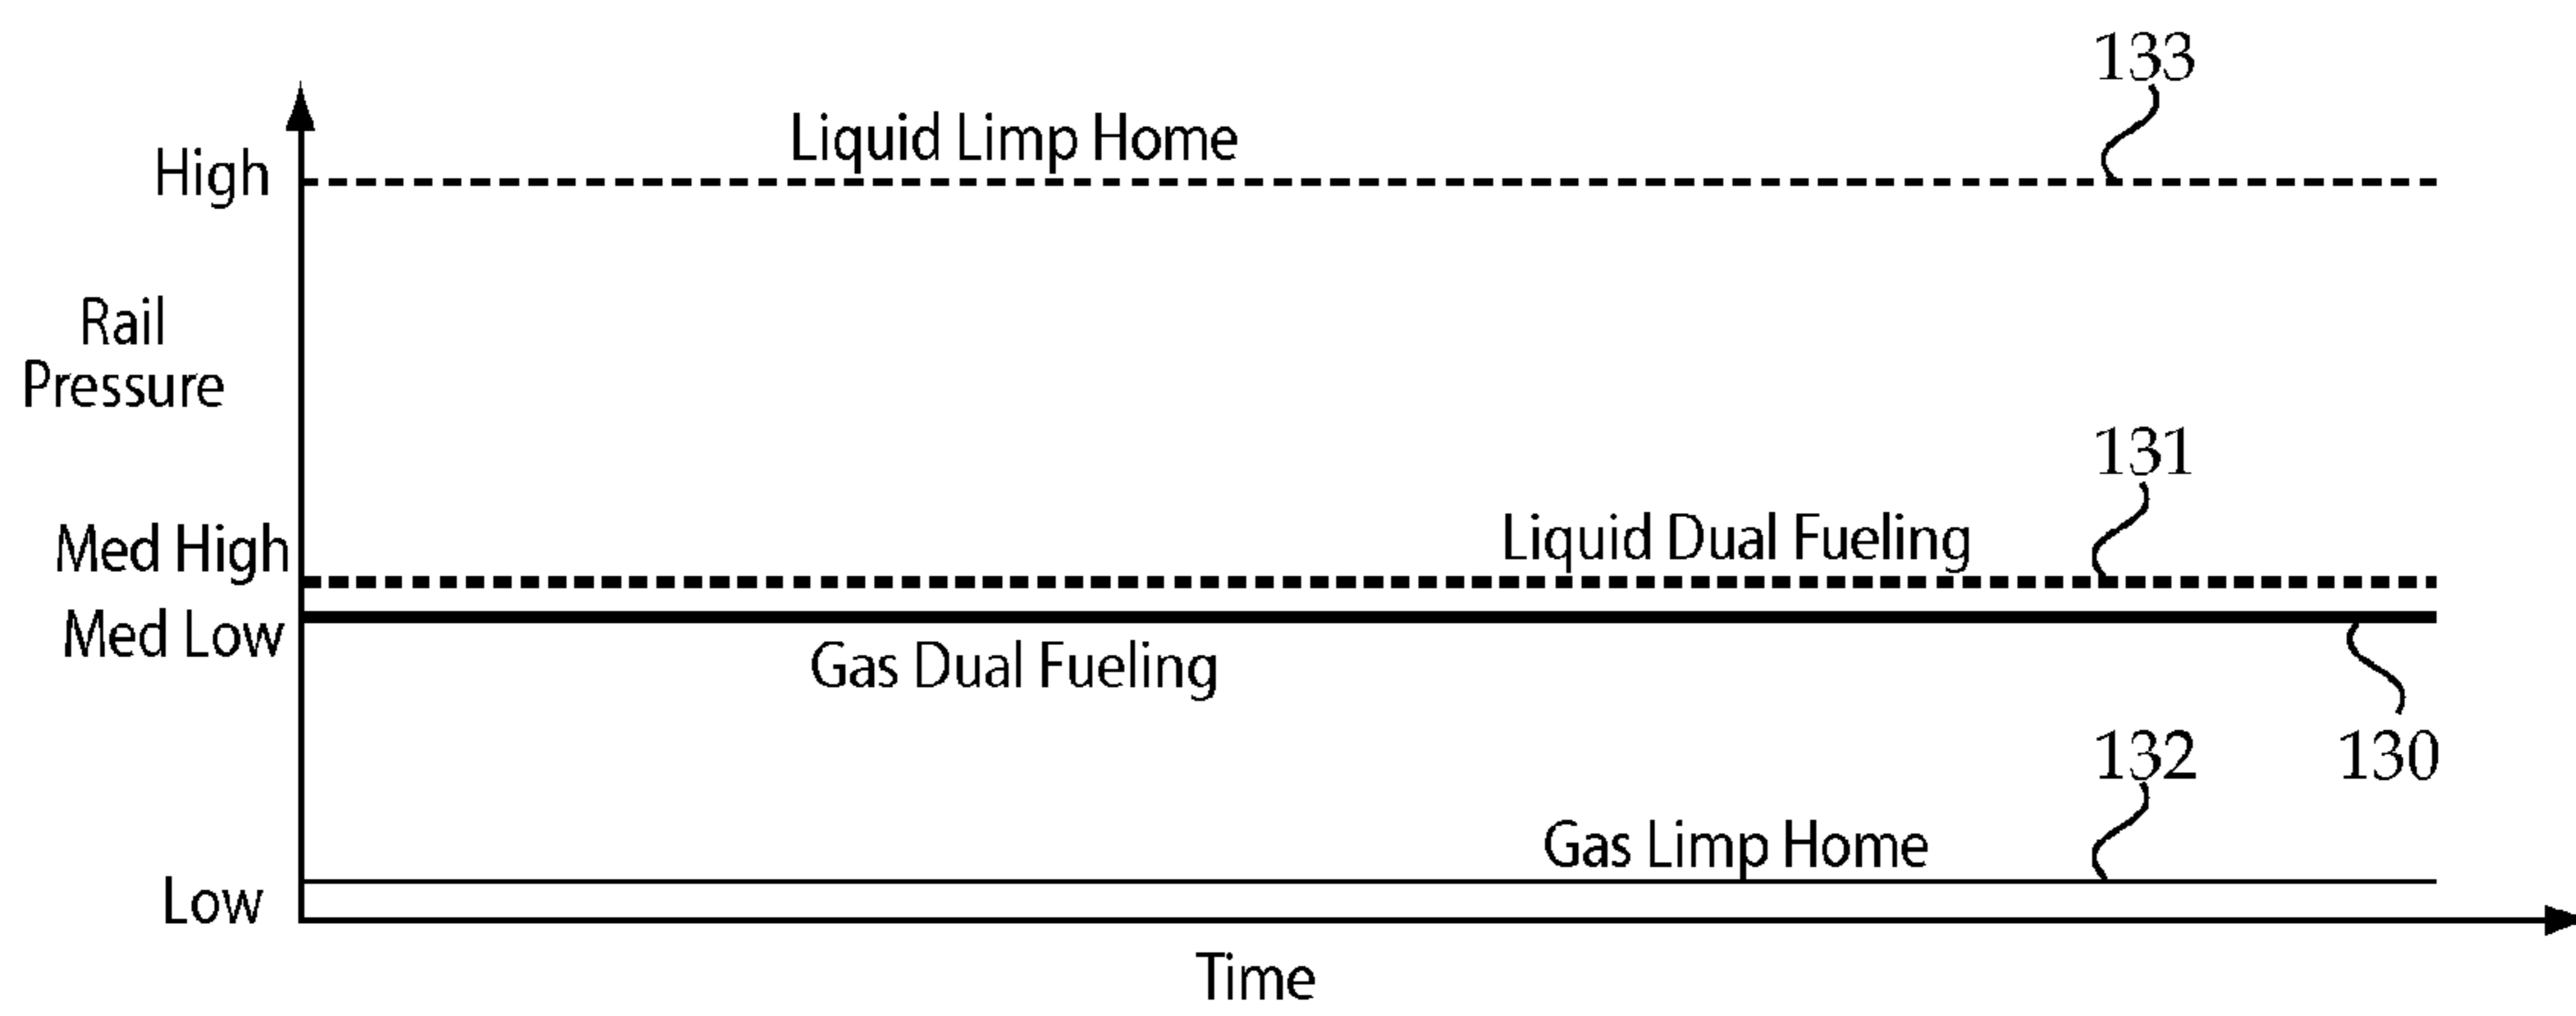 133
Liquid Limp Home
High
Rail
Pressure
131
Liquid Dual Fueling
Med High
Med Low
Gas Dual Fueling
132
130
Gas Limp Home
Low
Time